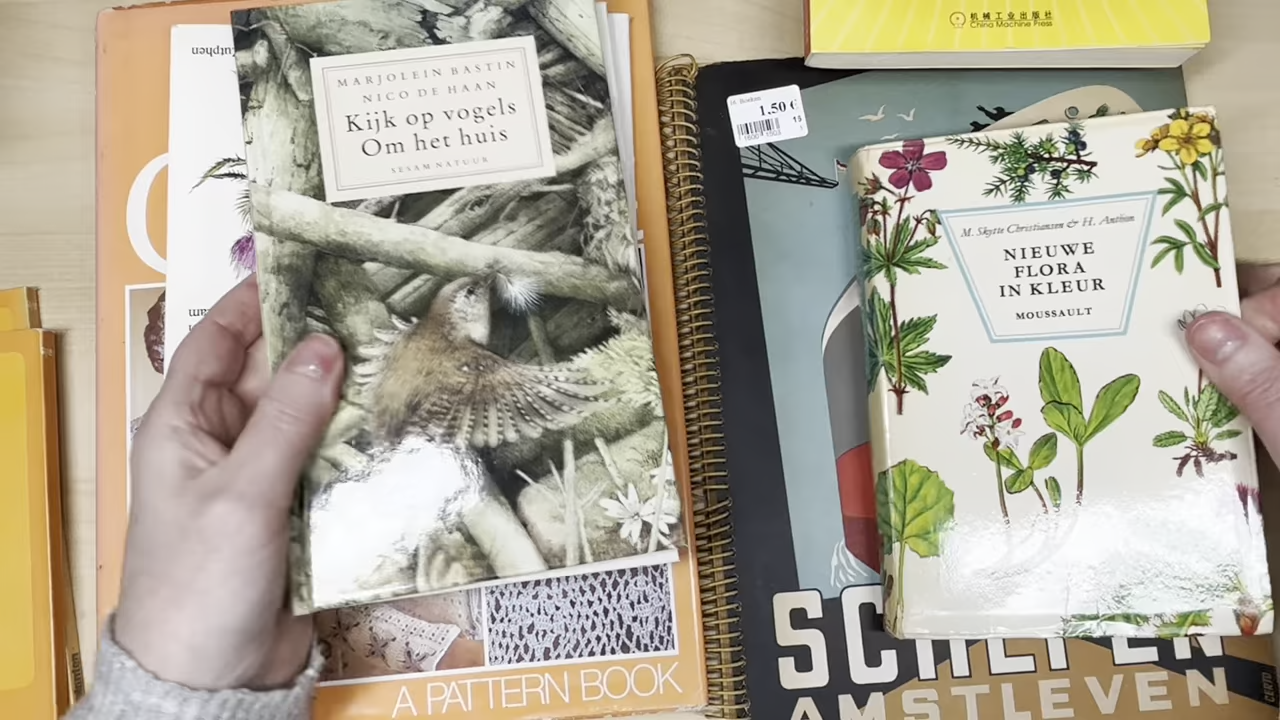 MARJOLEIN BASTIN
NICO DE HAAN
Kijk op vogels
Om het huis
SESAM NATUUR
A PATTERN BOOK
机械工业出版社
China Machine Press
1,50 €
M. Skytte Christiansen & H. Anthon
NIEUWE
FLORA
IN KLEUR
MOUSSAULT
AMSTLEVEN